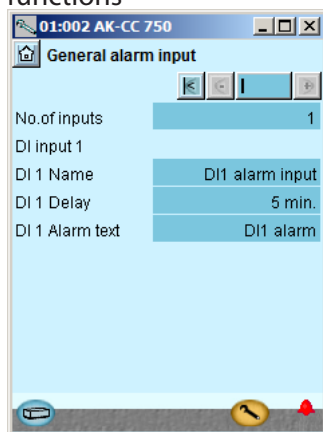 functions
01:002 AK-CC 750
General alarm input
No.of inputs 1
DI input 1
DI 1 Name DI1 alarm input
DI 1 Delay 5 min.
DI 1 Alarm text DI1 alarm